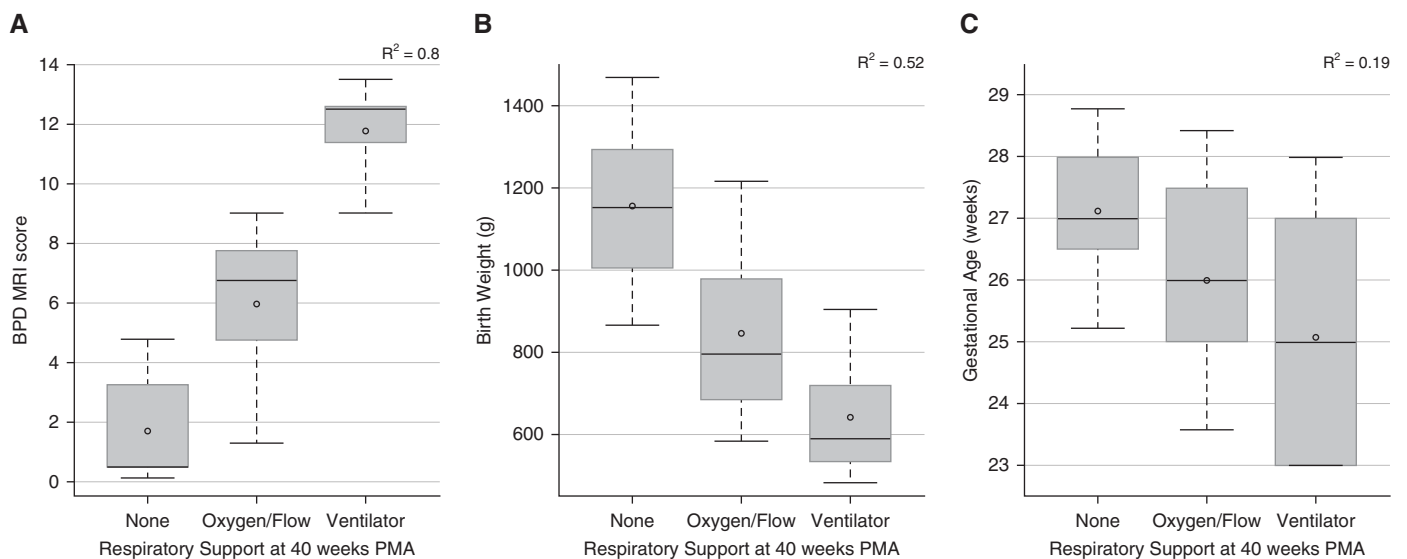 A
R² = 0.8
BPD MRI score
14
12
10
8
6
4
2
0
None Oxygen/Flow Ventilator
Respiratory Support at 40 weeks PMA
B
R² = 0.52
Birth Weight (g)
1400
1200
1000
800
600
None Oxygen/Flow Ventilator
Respiratory Support at 40 weeks PMA
C
R² = 0.19
Gestational Age (weeks)
29
28
27
26
25
24
23
None Oxygen/Flow Ventilator
Respiratory Support at 40 weeks PMA